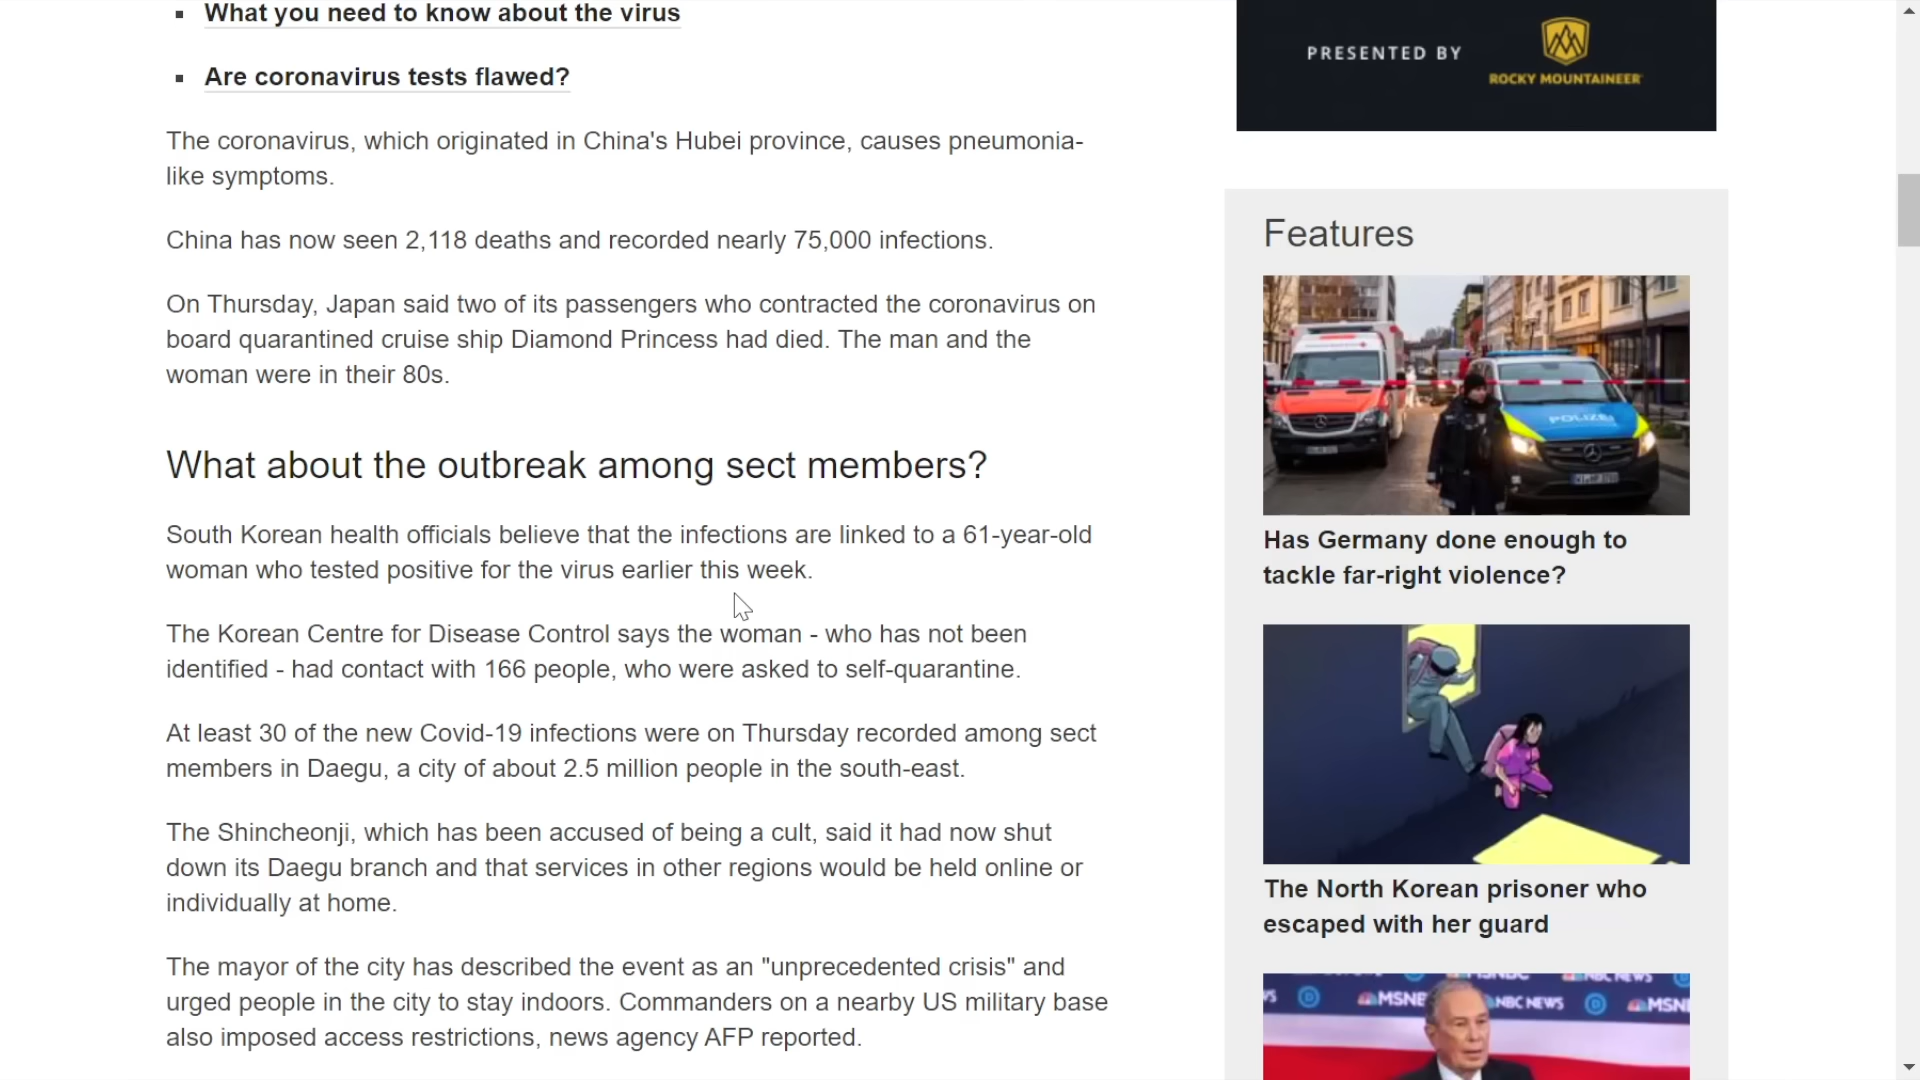 What you need to know about the virus
Are coronavirus tests flawed?
The coronavirus, which originated in China's Hubei province, causes pneumonia-
like symptoms.
China has now seen 2,118 deaths and recorded nearly 75,000 infections.
On Thursday, Japan said two of its passengers who contracted the coronavirus on
board quarantined cruise ship Diamond Princess had died. The man and the
woman were in their 80s.
What about the outbreak among sect members?
South Korean health officials believe that the infections are linked to a 61-year-old
woman who tested positive for the virus earlier this week.
The Korean Centre for Disease Control says the woman - who has not been
identified - had contact with 166 people, who were asked to self-quarantine.
At least 30 of the new Covid-19 infections were on Thursday recorded among sect
members in Daegu, a city of about 2.5 million people in the south-east.
The Shincheonji, which has been accused of being a cult, said it had now shut
down its Daegu branch and that services in other regions would be held online or
individually at home.
The mayor of the city has described the event as an "unprecedented crisis" and
urged people in the city to stay indoors. Commanders on a nearby US military base
also imposed access restrictions, news agency AFP reported.
PRESENTED BY
ROCKY MOUNTAINEER
Features
POLIZEI
Has Germany done enough to
tackle far-right violence?
The North Korean prisoner who
escaped with her guard
NBC NEWS